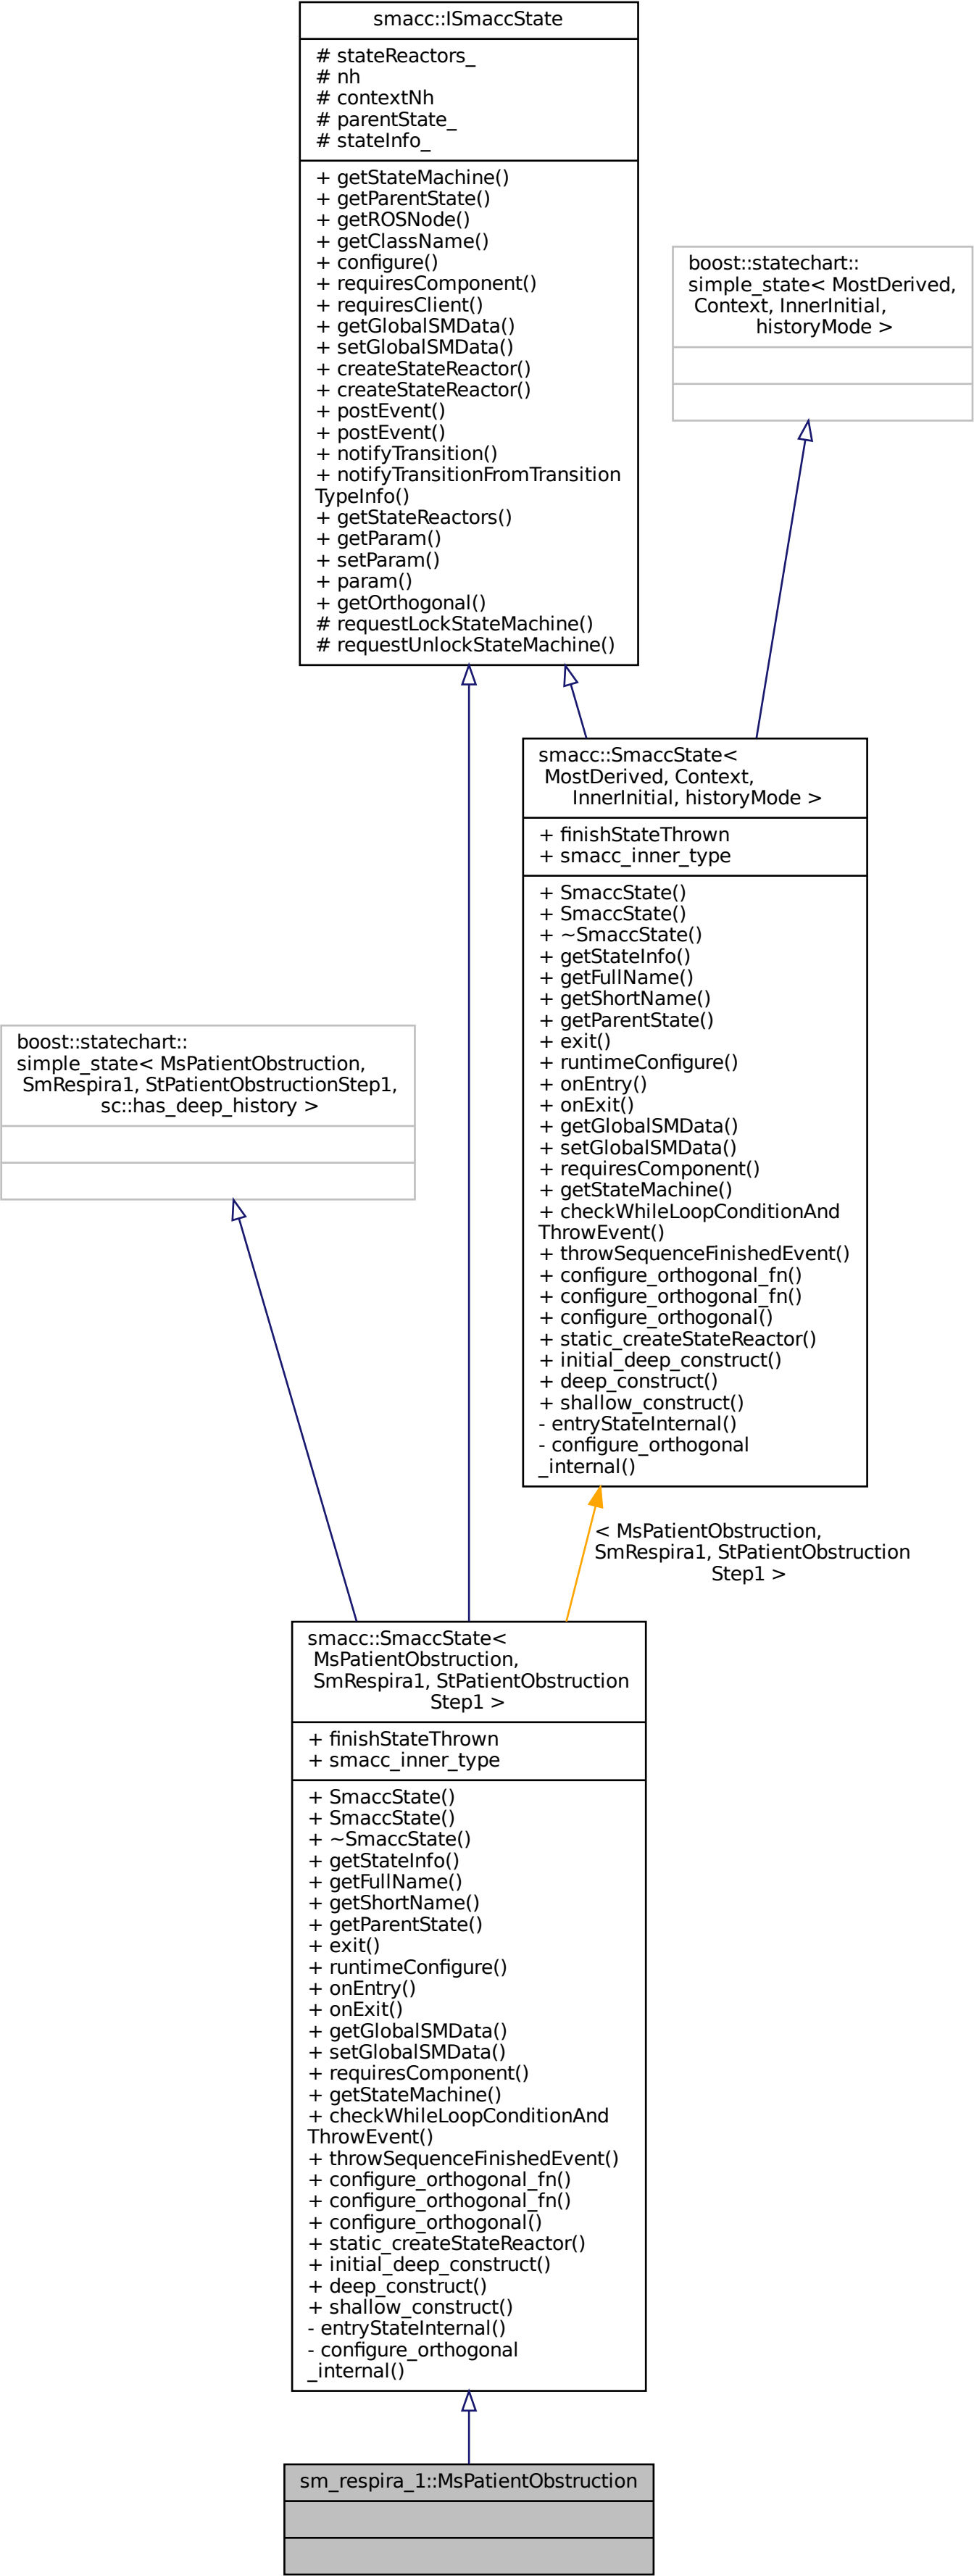 smacc::ISmaccState
# stateReactors_
# nh
# contextNh
# parentState_
# stateInfo_
+ getStateMachine()
+ getParentState()
+ getROSNode()
+ getClassName()
+ configure()
+ requiresComponent()
+ requiresClient()
+ getGlobalSMData()
+ setGlobalSMData()
+ createStateReactor()
+ createStateReactor()
+ postEvent()
+ postEvent()
+ notifyTransition()
+ notifyTransitionFromTransition
TypeInfo()
+ getStateReactors()
+ getParam()
+ setParam()
+ param()
+ getOrthogonal()
# requestLockStateMachine()
# requestUnlockStateMachine()
boost::statechart::
simple_state< MostDerived,
Context, InnerInitial,
historyMode >
smacc::SmaccState<
MostDerived, Context,
InnerInitial, historyMode >
+ finishStateThrown
+ smacc_inner_type
+ SmaccState()
+ SmaccState()
+ ~SmaccState()
+ getStateInfo()
+ getFullName()
+ getShortName()
+ getParentState()
+ exit()
+ runtimeConfigure()
+ onEntry()
+ onExit()
+ getGlobalSMData()
+ setGlobalSMData()
+ requiresComponent()
+ getStateMachine()
+ checkWhileLoopConditionAnd
ThrowEvent()
+ throwSequenceFinishedEvent()
+ configure_orthogonal_fn()
+ configure_orthogonal_fn()
+ configure_orthogonal()
+ static_createStateReactor()
+ initial_deep_construct()
+ deep_construct()
+ shallow_construct()
- entryStateInternal()
- configure_orthogonal
_internal()
boost::statechart::
simple_state< MsPatientObstruction,
SmRespira1, StPatientObstructionStep1,
sc::has_deep_history >
< MsPatientObstruction,
SmRespira1, StPatientObstruction
Step1 >
smacc::SmaccState<
MsPatientObstruction,
SmRespira1, StPatientObstruction
Step1 >
+ finishStateThrown
+ smacc_inner_type
+ SmaccState()
+ SmaccState()
+ ~SmaccState()
+ getStateInfo()
+ getFullName()
+ getShortName()
+ getParentState()
+ exit()
+ runtimeConfigure()
+ onEntry()
+ onExit()
+ getGlobalSMData()
+ setGlobalSMData()
+ requiresComponent()
+ getStateMachine()
+ checkWhileLoopConditionAnd
ThrowEvent()
+ throwSequenceFinishedEvent()
+ configure_orthogonal_fn()
+ configure_orthogonal_fn()
+ configure_orthogonal()
+ static_createStateReactor()
+ initial_deep_construct()
+ deep_construct()
+ shallow_construct()
- entryStateInternal()
- configure_orthogonal
_internal()
sm_respira_1::MsPatientObstruction